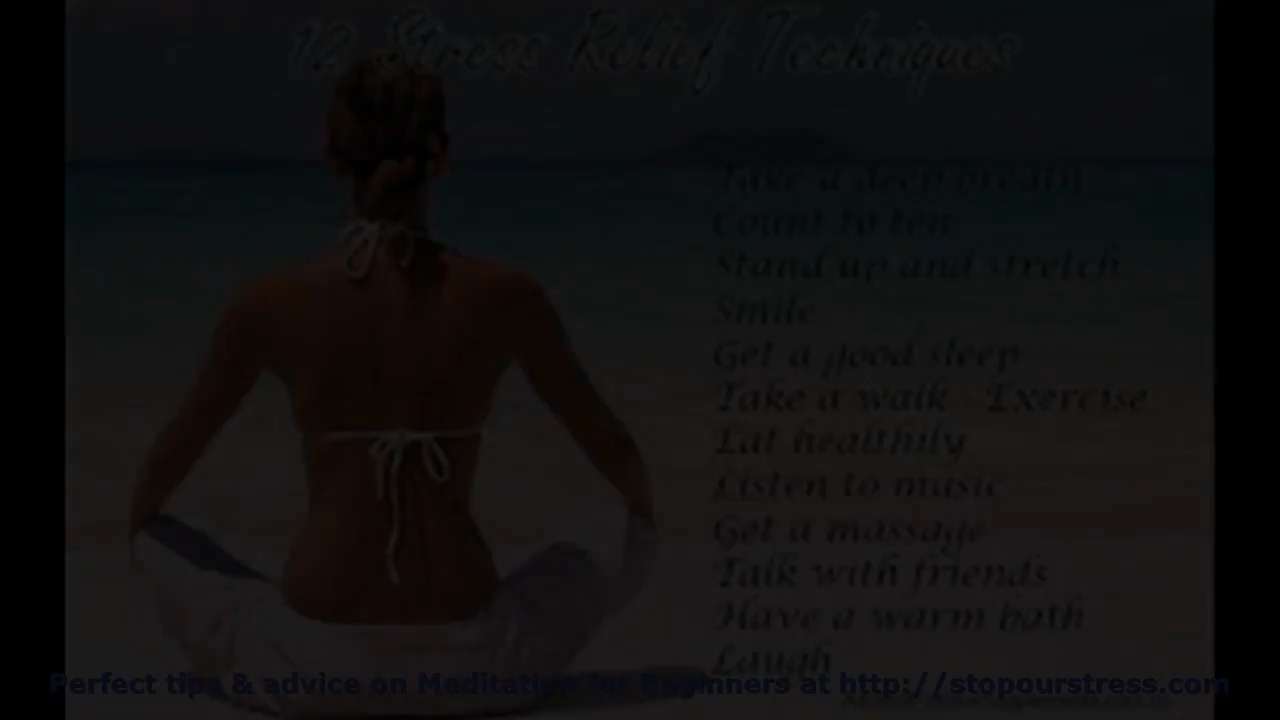 12 Stress Relief Techniques
Take a deep breath
Count to ten
Stand up and stretch
Smile
Get a good sleep
Take a walk - Exercise
Eat healthily
Listen to music
Get a massage
Talk with friends
Have a warm bath
Laugh
Perfect tips & advice on Meditation for Beginners at http://stopourstress.com